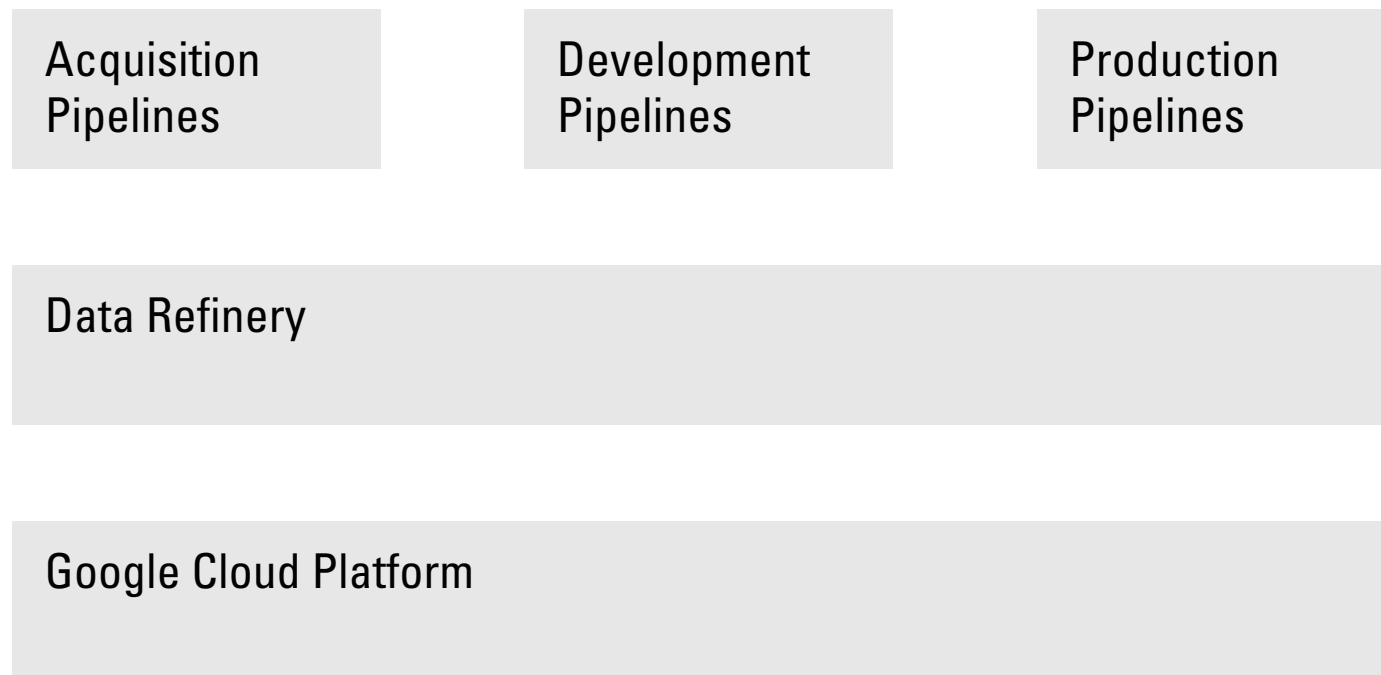 Acquisition
Pipelines
Development
Pipelines
Production
Pipelines
Data Refinery
Google Cloud Platform